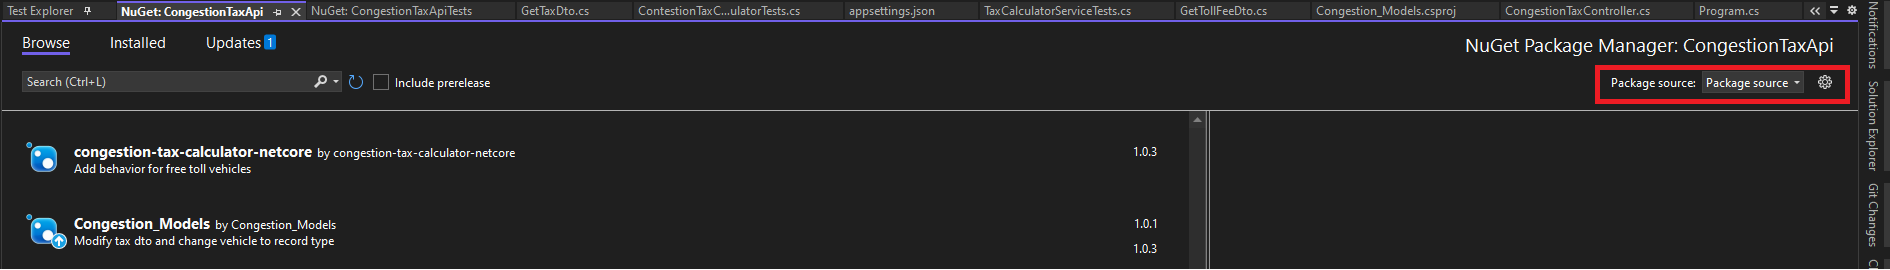 Test Explorer
NuGet: CongestionTaxApi
NuGet: CongestionTaxApiTests
GetTaxDto.cs
ContestionTaxC...ulatorTests.cs
appsettings.json
TaxCalculatorServiceTests.cs
GetTollFeeDto.cs
Congestion_Models.csproj
CongestionTaxController.cs
Program.cs
Browse
Installed
Updates 1
NuGet Package Manager: CongestionTaxApi
Search (Ctrl+L)
Include prerelease
Package source: Package source
congestion-tax-calculator-netcore by congestion-tax-calculator-netcore
1.0.3
Add behavior for free toll vehicles
Congestion_Models by Congestion_Models
1.0.1
Modify tax dto and change vehicle to record type
1.0.3
Notifications
Solution Explorer
Git Changes